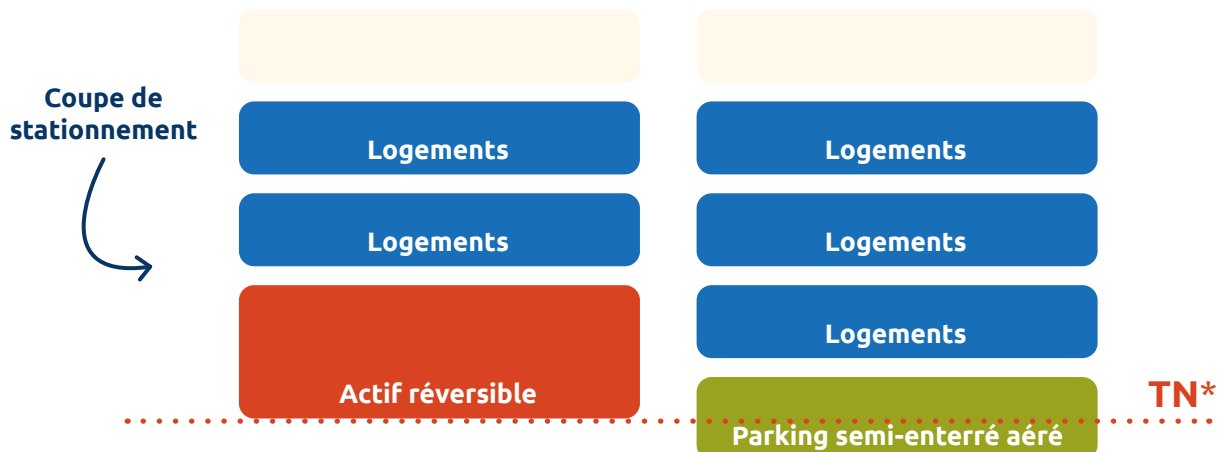 Coupe de
stationnement
Logements
Logements
Logements
Logements
Logements
Actif réversible
TN*
Parking semi-enterré aéré